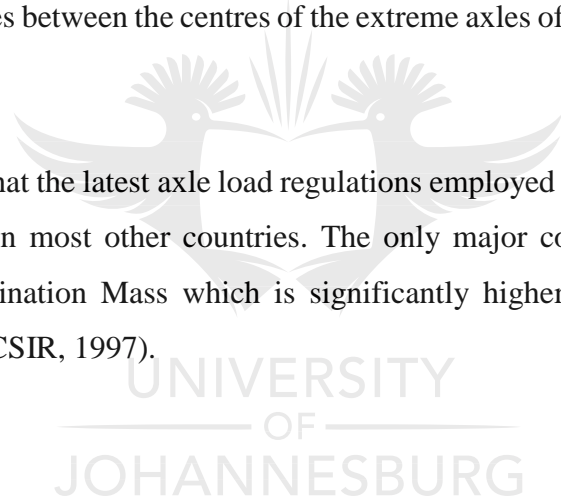 es between the centres of the extreme axles of
hat the latest axle load regulations employed
n most other countries. The only major co
ination Mass which is significantly higher
CSIR, 1997).
UNIVERSITY
OF
JOHANNESBURG